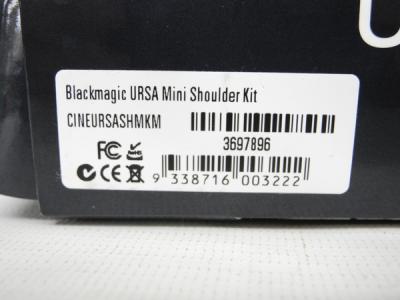 Blackmagic URSA Mini Shoulder Kit
CINEURSASHMKM
3697896
FC CE
9 338716 003222